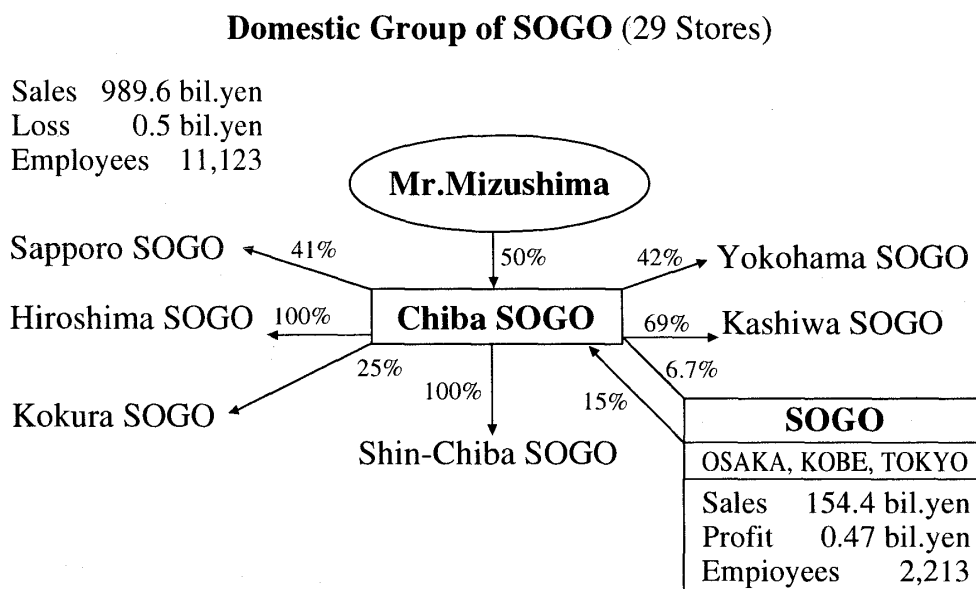 Domestic Group of SOGO (29 Stores)
Sales 989.6 bil.yen
Loss 0.5 bil.yen
Employees 11,123
Mr.Mizushima
Sapporo SOGO
41%
50%
42%
Yokohama SOGO
Hiroshima SOGO
100%
Chiba SOGO
69%
Kashiwa SOGO
25%
100%
15%
6.7%
Kokura SOGO
Shin-Chiba SOGO
SOGO
OSAKA, KOBE, TOKYO
Sales 154.4 bil.yen
Profit 0.47 bil.yen
Empioyees 2,213